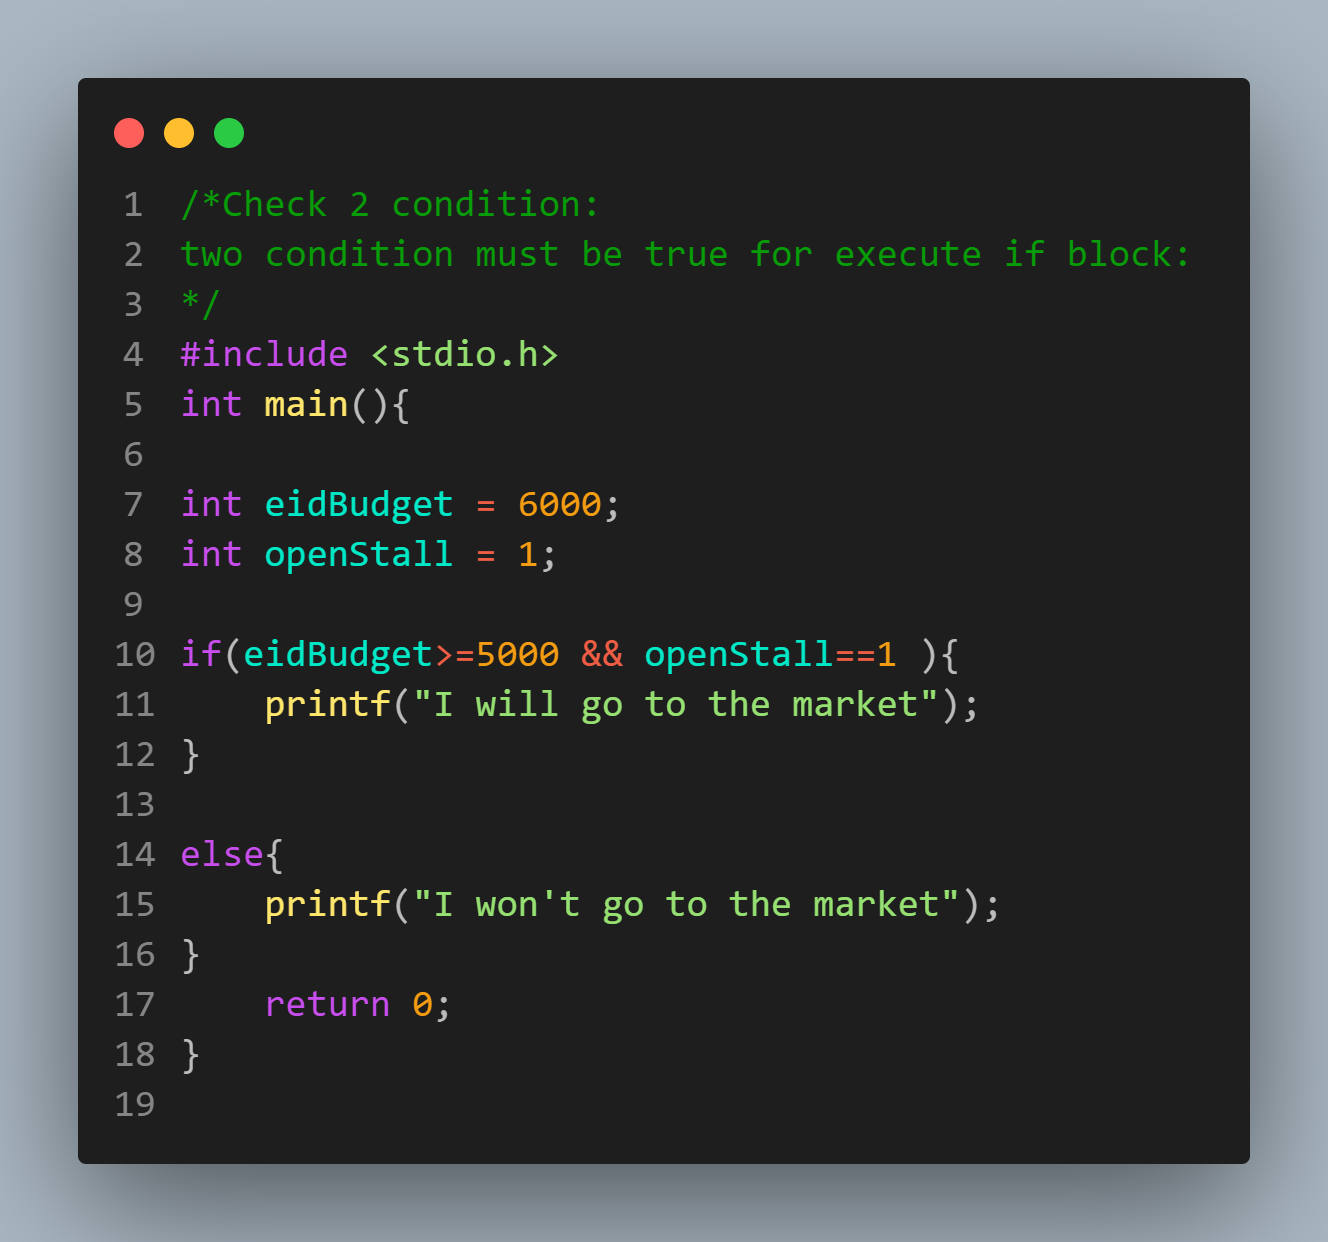 1 /*Check 2 condition:
2 two condition must be true for execute if block:
3 */
4 #include <stdio.h>
5 int main(){
6
7 int eidBudget = 6000;
8 int openStall = 1;
9
10 if(eidBudget>=5000 && openStall==1 ){
11     printf("I will go to the market");
12 }
13
14 else{
15     printf("I won't go to the market");
16 }
17     return 0;
18 }
19